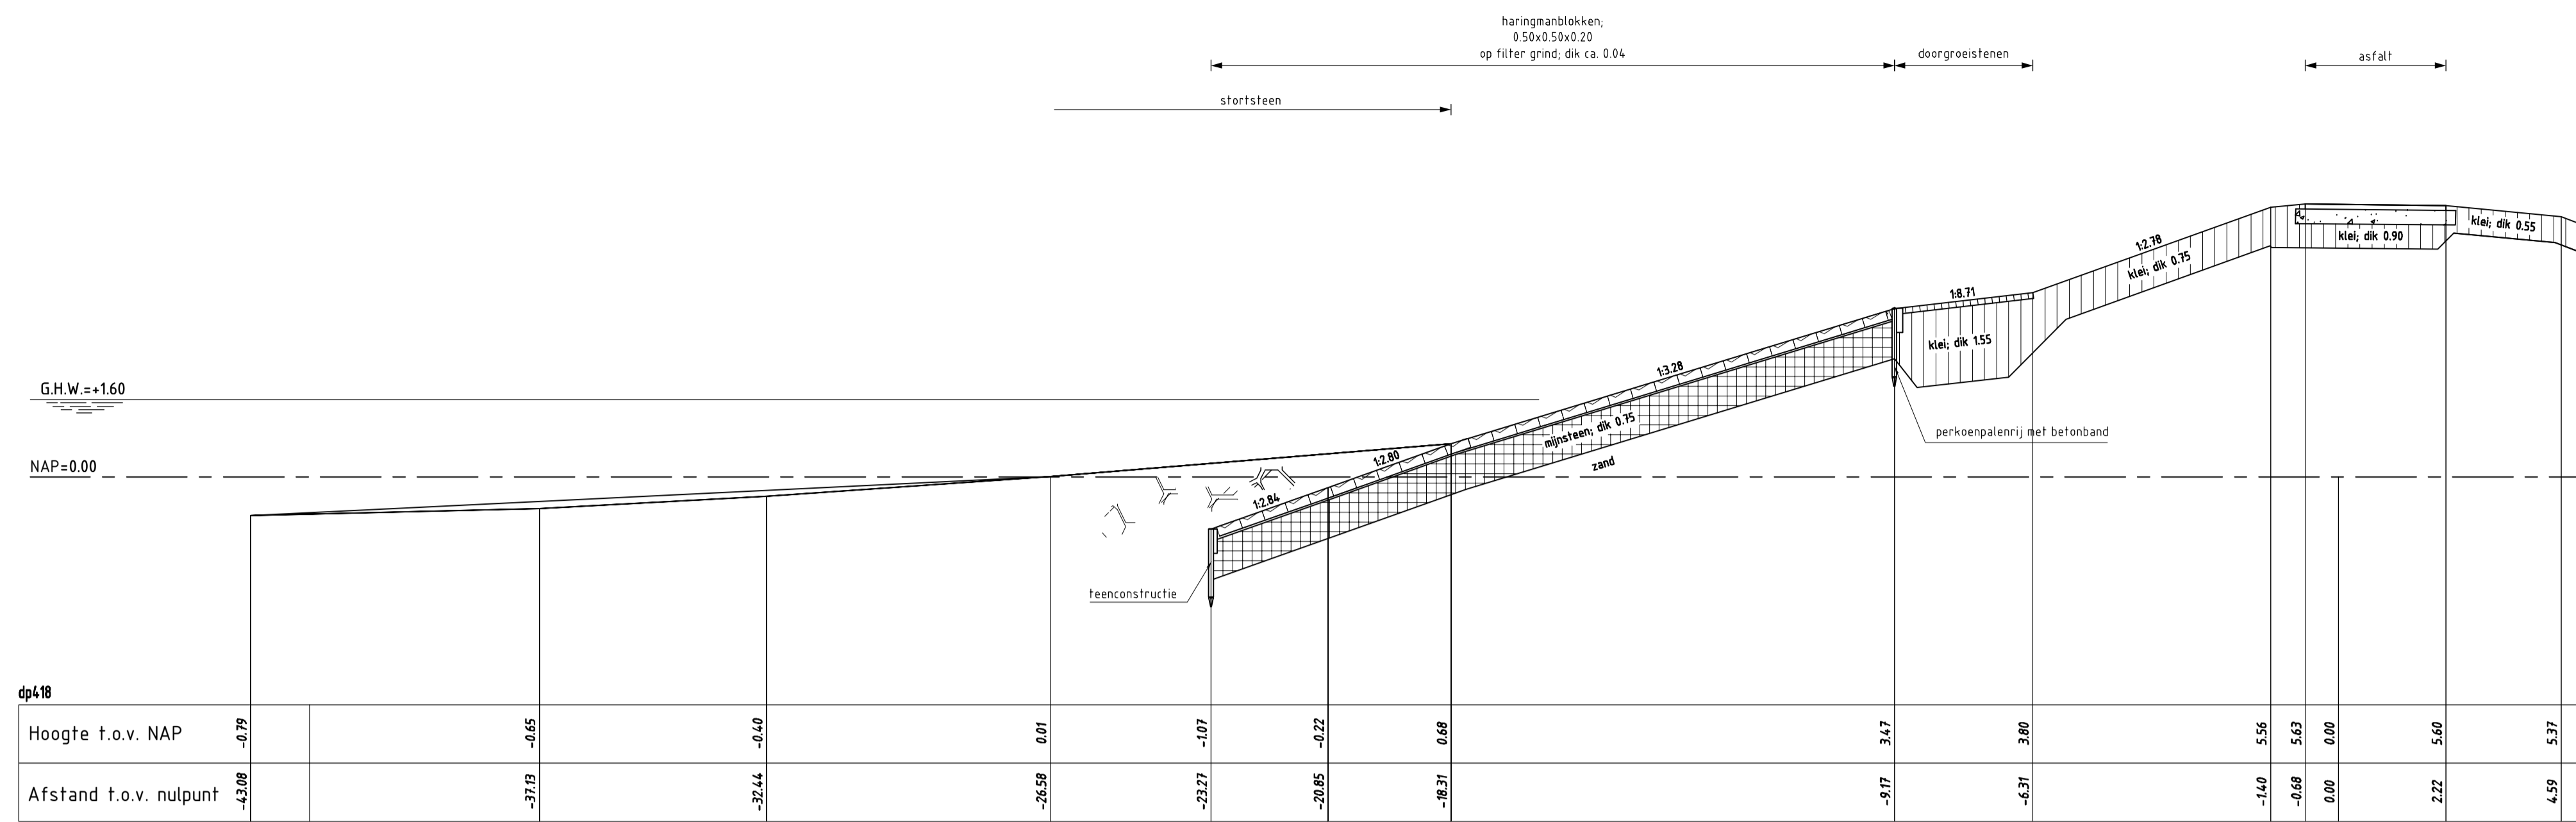 haringmanblokken;
0.50x0.50x0.20
op filter grind; dik ca. 0.04
doorgroeistenen
asfalt
stortsteen
klei; dik 0.55
klei; dik 0.90
1:2.78
klei; dik 0.75
1:8.71
klei; dik 1.55
1:3.28
G.H.W.=+1.60
mijnsteen; dik 0.75
perkoenpalenrij met betonband
1:2.80
zand
NAP=0.00
1:2.84
teenconstructie
dp418
Hoogte t.o.v. NAP -0.79 -0.65 -0.40 0.01 -1.07 -0.22 0.68 3.47 3.80 5.56 5.63 0.00 5.60 5.37
Afstand t.o.v. nulpunt -43.08 -37.13 -32.44 -26.58 -23.27 -20.85 -18.31 -9.17 -6.31 -1.40 -0.68 0.00 2.22 4.59